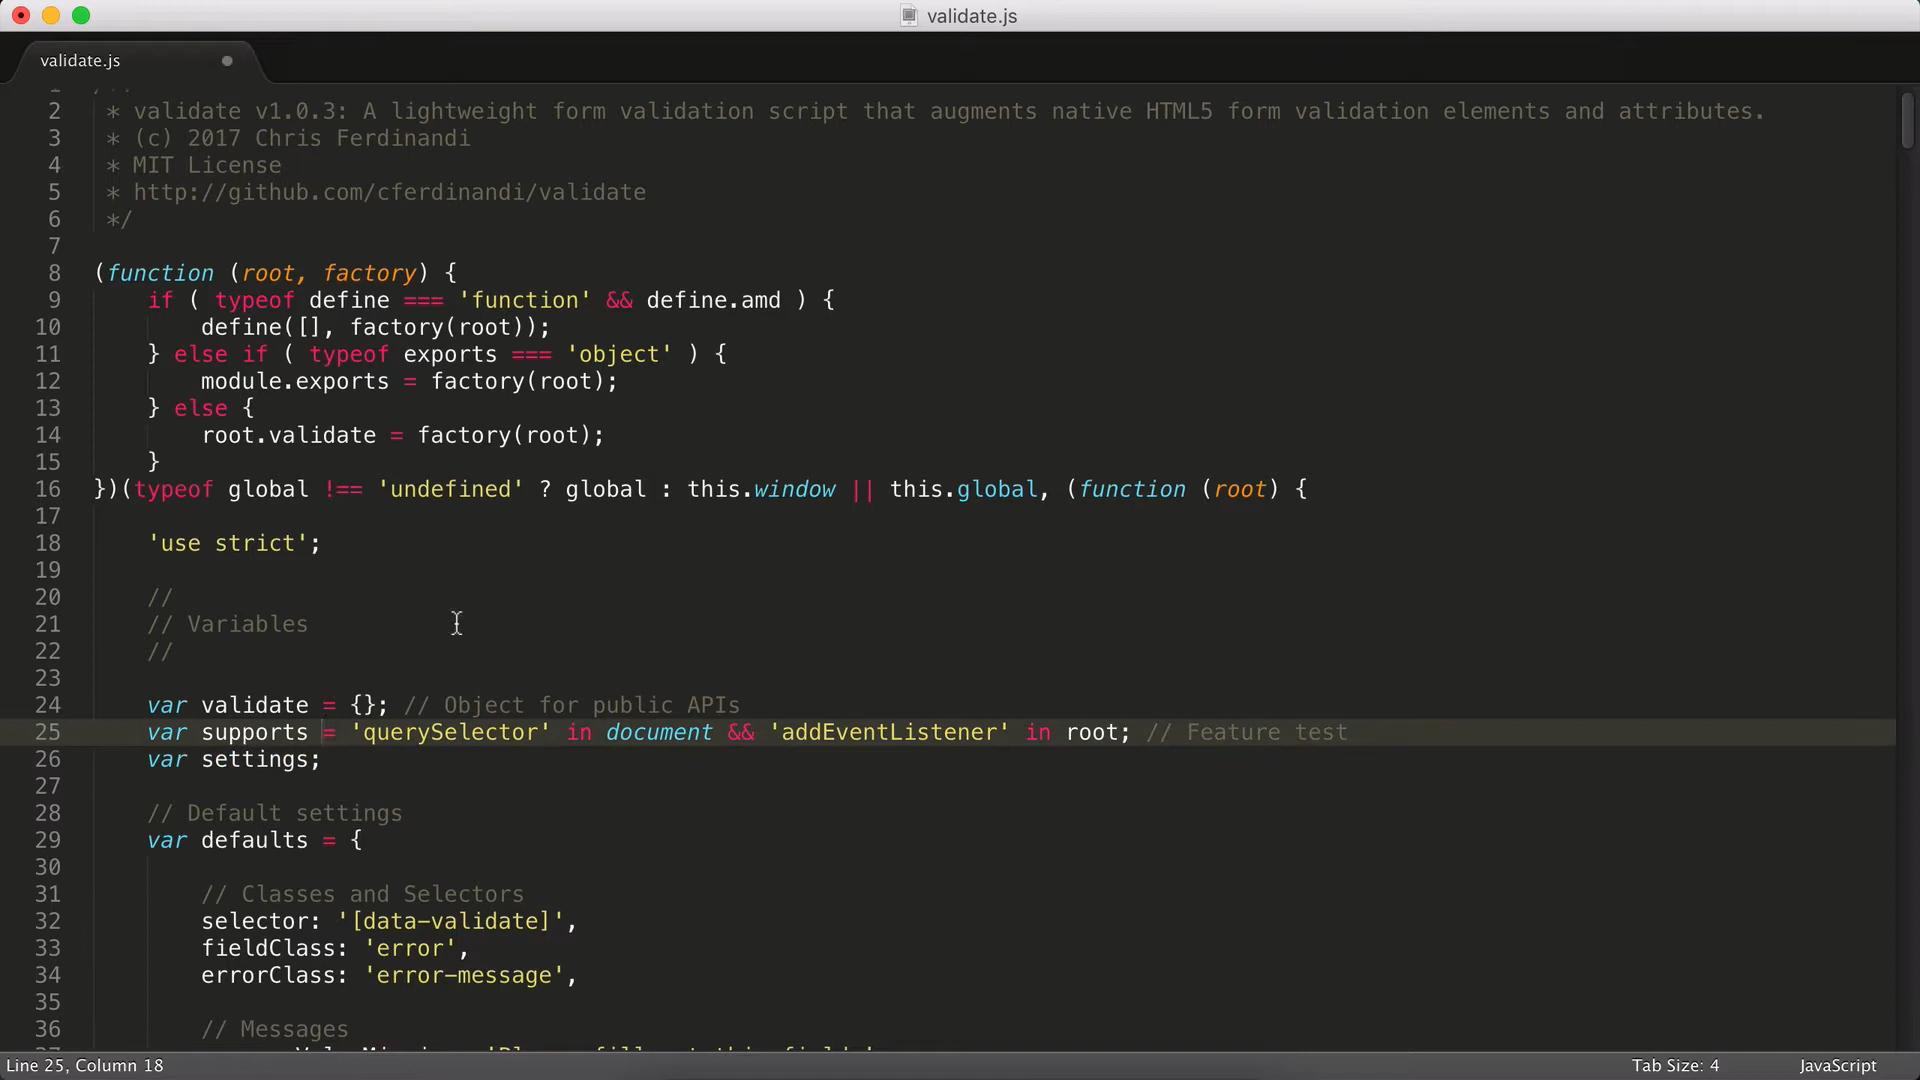 validate.js
validate.js
2 * validate v1.0.3: A lightweight form validation script that augments native HTML5 form validation elements and attributes.
3 * (c) 2017 Chris Ferdinandi
4 * MIT License
5 * http://github.com/cferdinandi/validate
6 */
7
8 (function (root, factory) {
9 if ( typeof define === 'function' && define.amd ) {
10 define([], factory(root));
11 } else if ( typeof exports === 'object' ) {
12 module.exports = factory(root);
13 } else {
14 root.validate = factory(root);
15 }
16 })(typeof global !== 'undefined' ? global : this.window || this.global, (function (root) {
17
18 'use strict';
19
20 //
21 // Variables
22 //
23
24 var validate = {}; // Object for public APIs
25 var supports = 'querySelector' in document && 'addEventListener' in root; // Feature test
26 var settings;
27
28 // Default settings
29 var defaults = {
30
31 // Classes and Selectors
32 selector: '[data-validate]',
33 fieldClass: 'error',
34 errorClass: 'error-message',
35
36 // Messages
Line 25, Column 18 Tab Size: 4 JavaScript